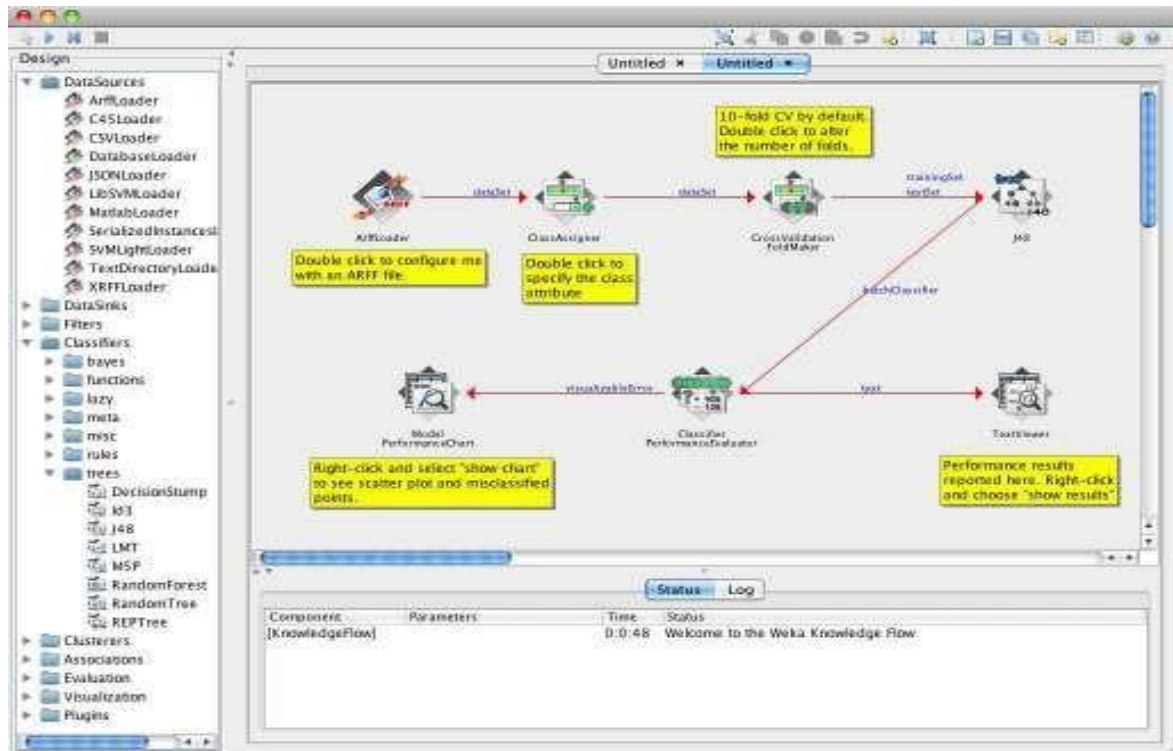 Design
DataSources
ArffLoader
C45Loader
CSVLoader
DatabaseLoader
JSONLoader
LibSVMLoader
MatlabLoader
SerializedInstancesl
SVMLightLoader
TextDirectoryLoade
XRFFLoader
DataSinks
Filters
Classifiers
bayes
functions
lazy
meta
misc
rules
trees
DecisionStump
Id3
J48
LMT
M5P
RandomForest
RandomTree
REPTree
Clusterers
Associations
Evaluation
Visualization
Plugins
Untitled
Untitled
10-fold CV by default.
Double click to alter
the number of folds.
dataSet
dataSet
trainingSet
testSet
ArffLoader
ClassAssigner
CrossValidation
FoldMaker
J48
Double click to configure me
with an ARFF file.
Double click to
specify the class
attribute
batchClassifier
visualizableError
text
Model
PerformanceChart
Classifier
PerformanceEvaluator
TextViewer
Right-click and select "show chart"
to see scatter plot and misclassified
points.
Performance results
reported here. Right-click
and choose "show results"
Status Log
Component Parameters Time Status
[KnowledgeFlow] 0:0:48 Welcome to the Weka Knowledge Flow